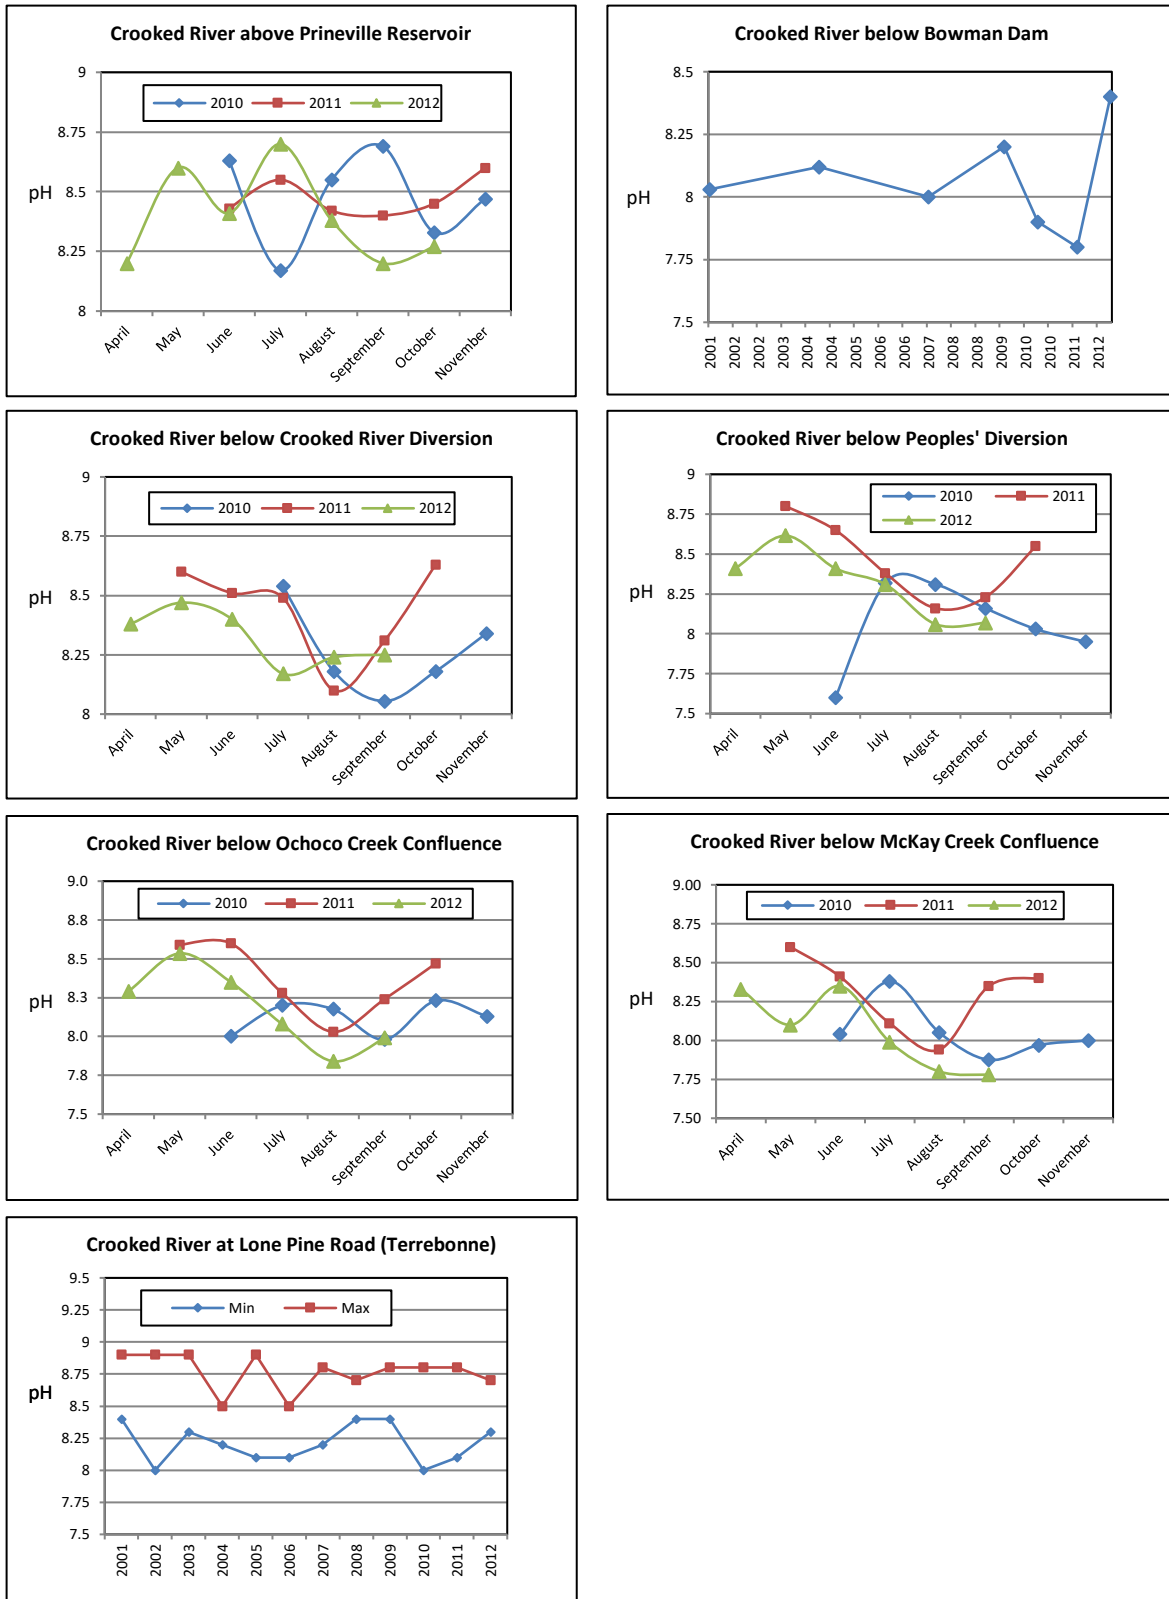 Crooked River above Prineville Reservoir
9
2010 2011 2012
8.75
pH
8.5
8.25
8
April May June July August September October November
Crooked River below Bowman Dam
8.5
8.25
pH
8
7.75
7.5
2001 2002 2002 2003 2004 2005 2006 2006 2007 2008 2008 2009 2010 2010 2011 2012
Crooked River below Crooked River Diversion
9
2010 2011 2012
8.75
pH
8.5
8.25
8
April May June July August September October November
Crooked River below Peoples' Diversion
9
2010 2011
2012
8.75
8.5
pH
8.25
8
7.75
7.5
April May June July August September October November
Crooked River below Ochoco Creek Confluence
9.0
2010 2011 2012
8.8
8.5
pH
8.3
8.0
7.8
7.5
April May June July August September October November
Crooked River below McKay Creek Confluence
9.00
2010 2011 2012
8.75
8.50
pH
8.25
8.00
7.75
7.50
April May June July August September October November
Crooked River at Lone Pine Road (Terrebonne)
9.5
9.25
Min Max
9
8.75
pH
8.5
8.25
8
7.75
7.5
2001 2002 2003 2004 2005 2006 2007 2008 2009 2010 2011 2012